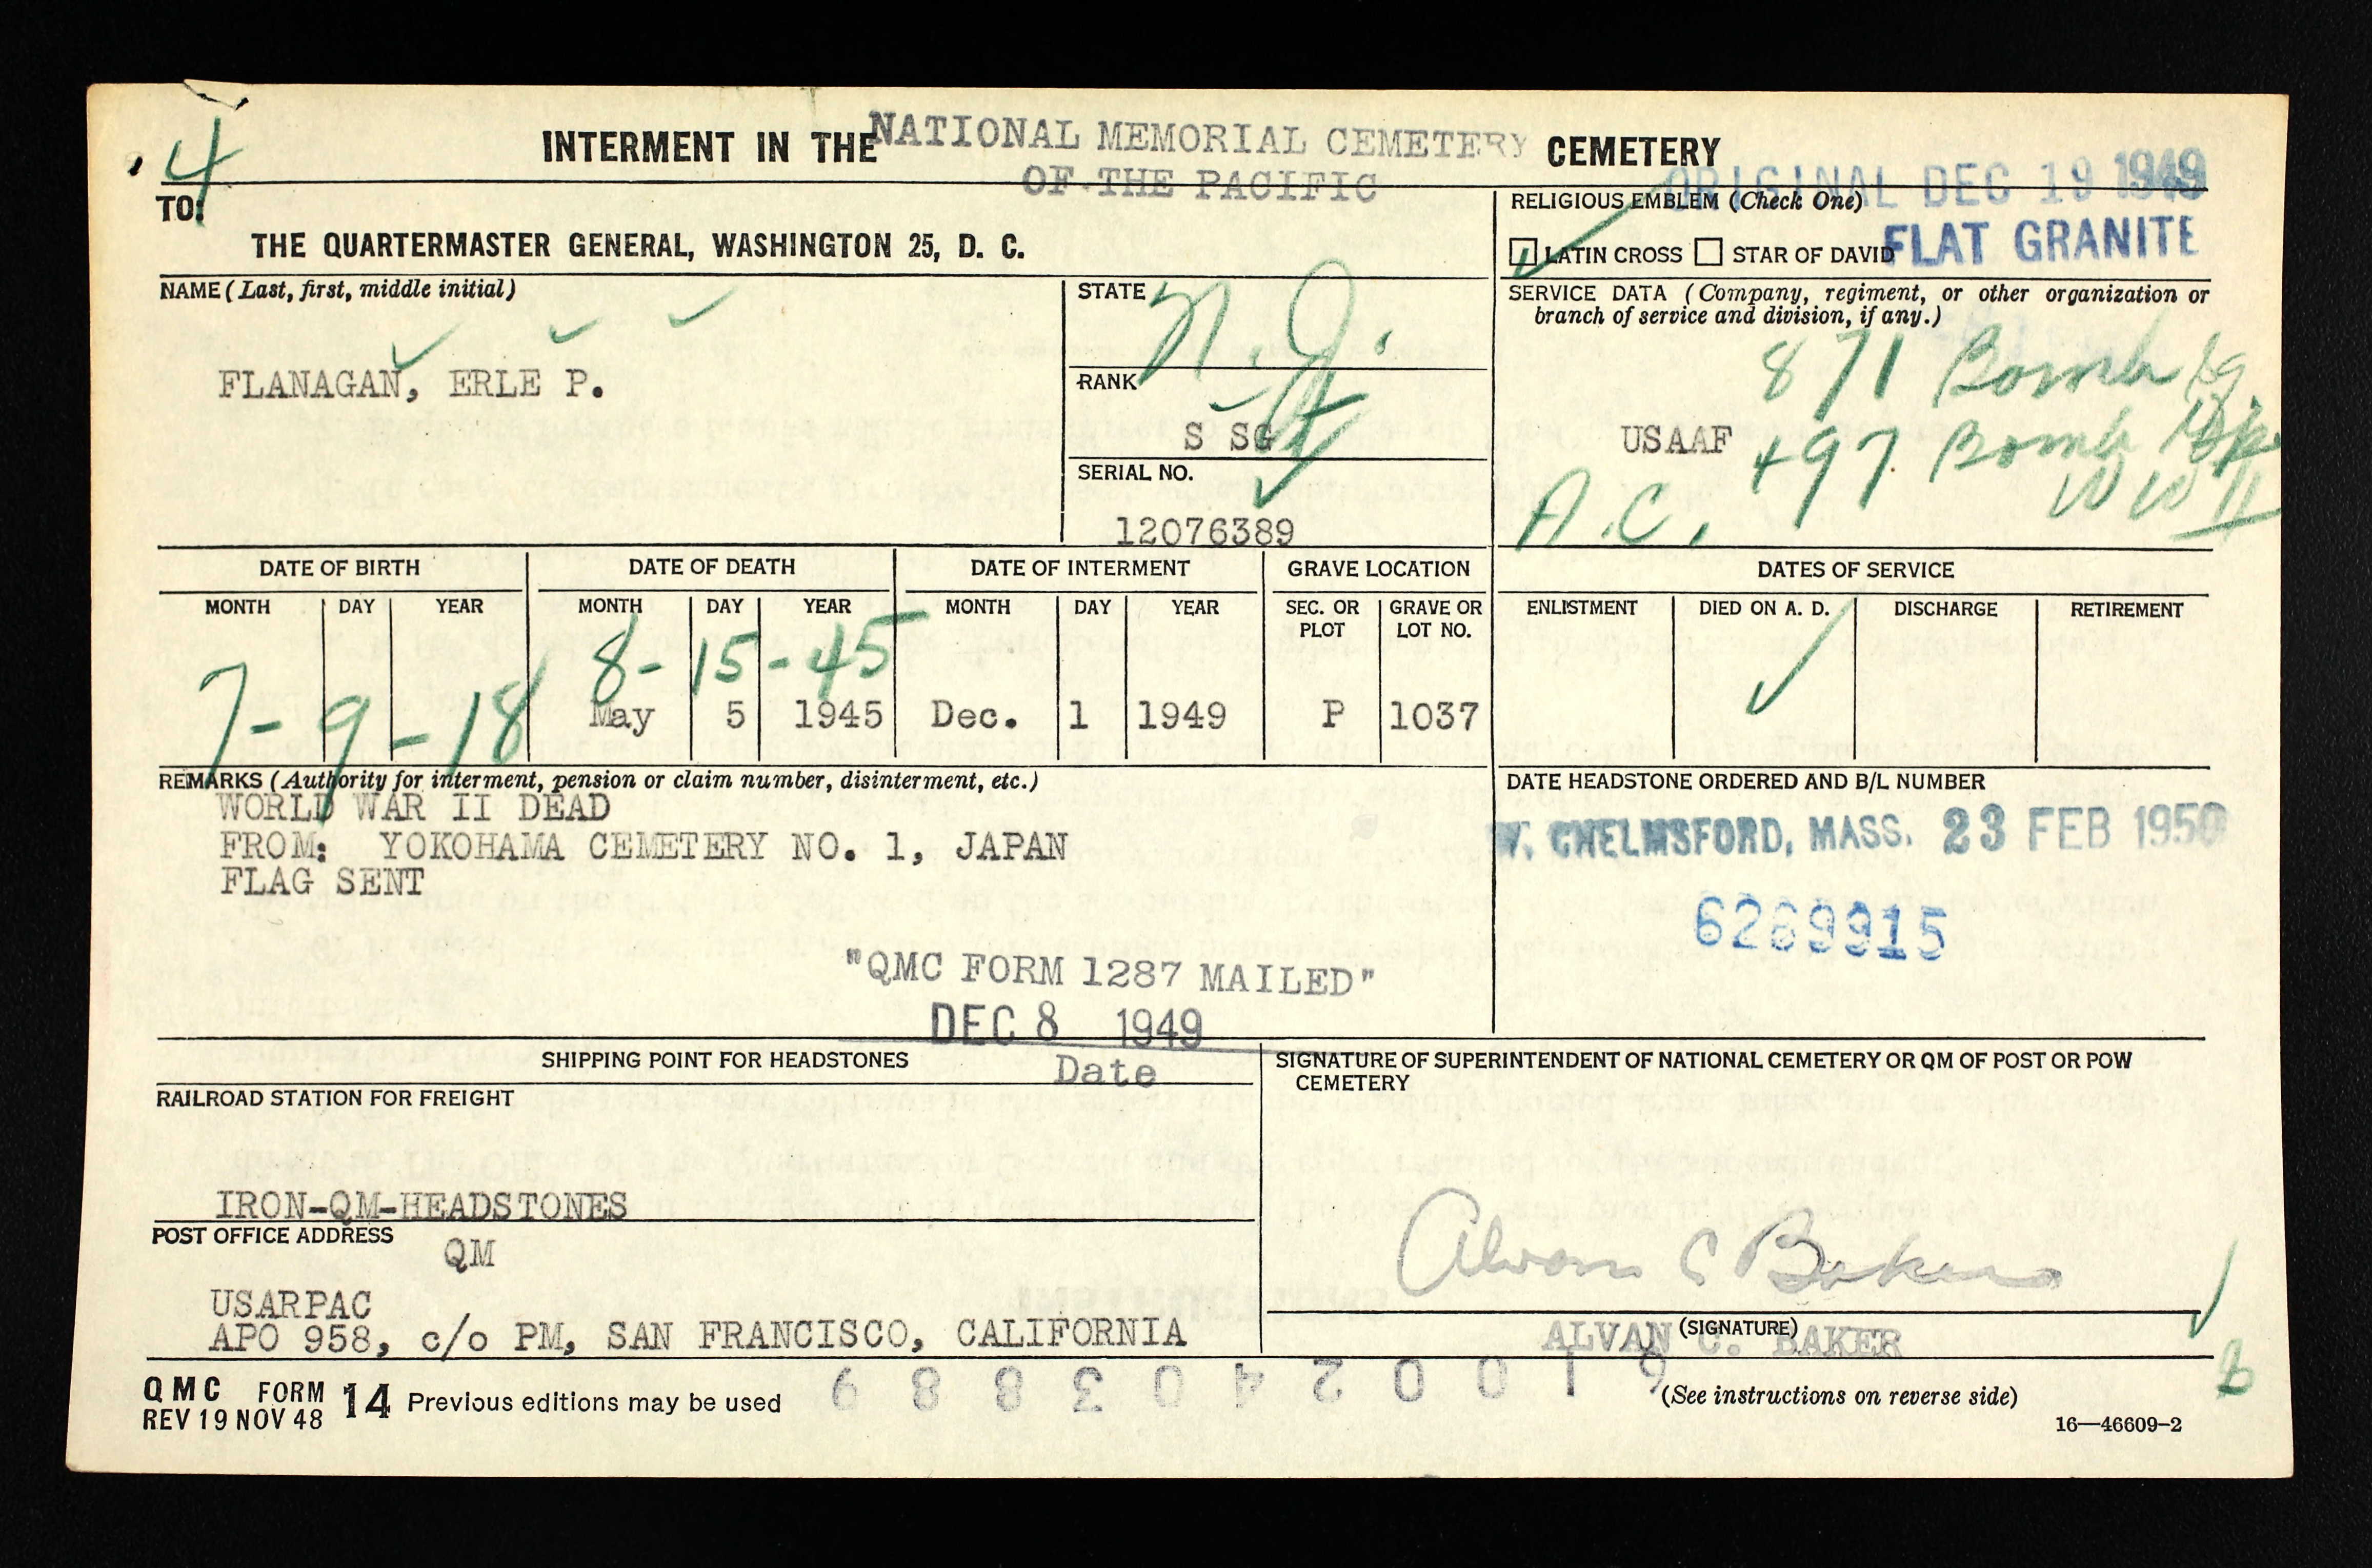 4
INTERMENT IN THE NATIONAL MEMORIAL CEMETERY CEMETERY
OF THE PACIFIC
ORIGINAL DEC 19 1949
TO:
THE QUARTERMASTER GENERAL, WASHINGTON 25, D. C.
RELIGIOUS EMBLEM (Check One)
LATIN CROSS STAR OF DAVID
FLAT GRANITE
NAME (Last, first, middle initial)
FLANAGAN, ERLE P.
STATE
N.J.
RANK
S SGt
SERIAL NO.
12076389
SERVICE DATA (Company, regiment, or other organization or
branch of service and division, if any.)
871 Bomb
USAAF 497 Bomb
A.C. WW II
DATE OF BIRTH DATE OF DEATH DATE OF INTERMENT GRAVE LOCATION DATES OF SERVICE
MONTH DAY YEAR MONTH DAY YEAR MONTH DAY YEAR SEC. OR PLOT GRAVE OR LOT NO. ENLISTMENT DIED ON A. D. DISCHARGE RETIREMENT
8-15-45
7-9-18 May 5 1945 Dec. 1 1949 P 1037
REMARKS (Authority for interment, pension or claim number, disinterment, etc.)
WORLD WAR II DEAD
FROM: YOKOHAMA CEMETERY NO. 1, JAPAN
FLAG SENT
"QMC FORM 1287 MAILED"
DEC 8 1949
Date
DATE HEADSTONE ORDERED AND B/L NUMBER
W. CHELMSFORD, MASS. 23 FEB 1950
6269915
SHIPPING POINT FOR HEADSTONES
RAILROAD STATION FOR FREIGHT
IRON-QM-HEADSTONES
POST OFFICE ADDRESS
QM
USARPAC
APO 958, c/o PM, SAN FRANCISCO, CALIFORNIA
SIGNATURE OF SUPERINTENDENT OF NATIONAL CEMETERY OR QM OF POST OR POW
CEMETERY
Alvan C Baker
(SIGNATURE)
ALVAN C. BAKER
61002403889
QMC FORM 14 Previous editions may be used
REV 19 NOV 48
(See instructions on reverse side)
16—46609-2